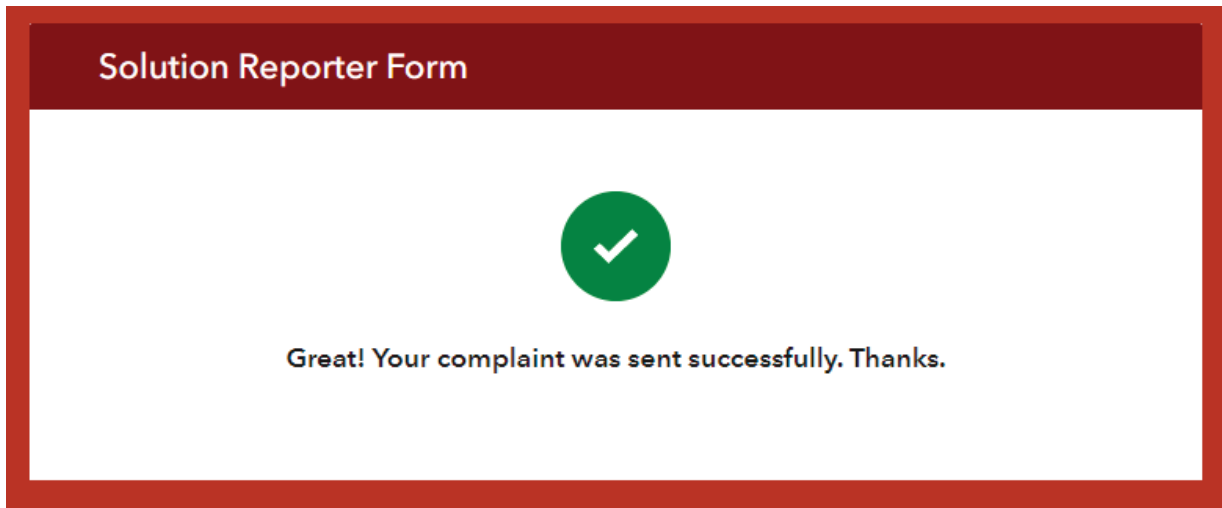 Solution Reporter Form
Great! Your complaint was sent successfully. Thanks.